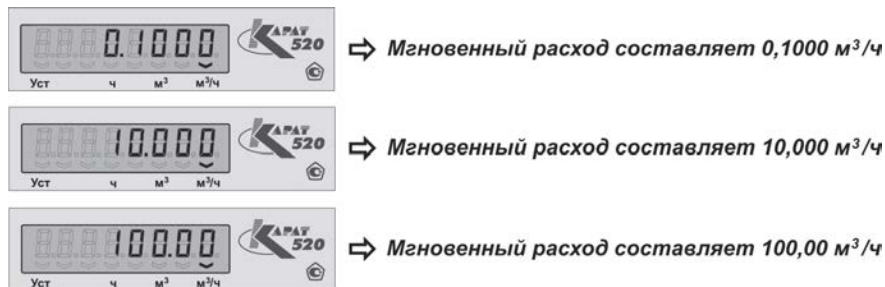 0.1000 КАРАТ 520
Уст ч м³ м³/ч
⇨ Мгновенный расход составляет 0,1000 м³/ч
10.000 КАРАТ 520
Уст ч м³ м³/ч
⇨ Мгновенный расход составляет 10,000 м³/ч
100.00 КАРАТ 520
Уст ч м³ м³/ч
⇨ Мгновенный расход составляет 100,00 м³/ч